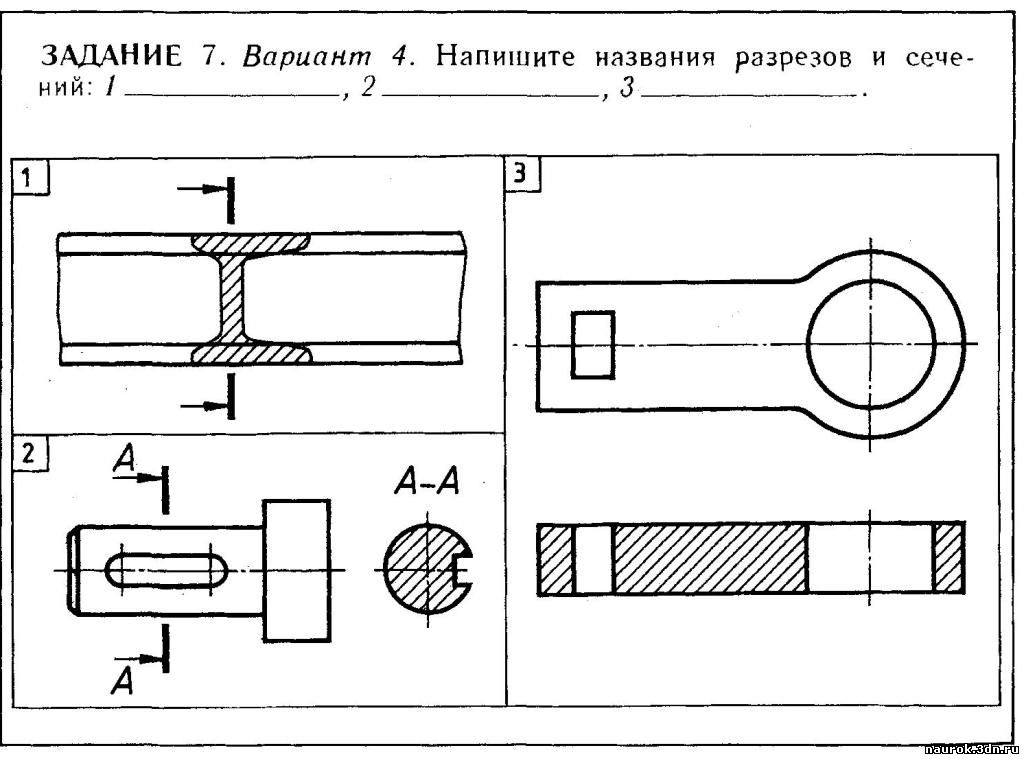 ЗАДАНИЕ 7. Вариант 4. Напишите названия разрезов и сече-
ний: 1 , 2 , 3 .
1
3
2
А
А–А
А
naurok.3dn.ru